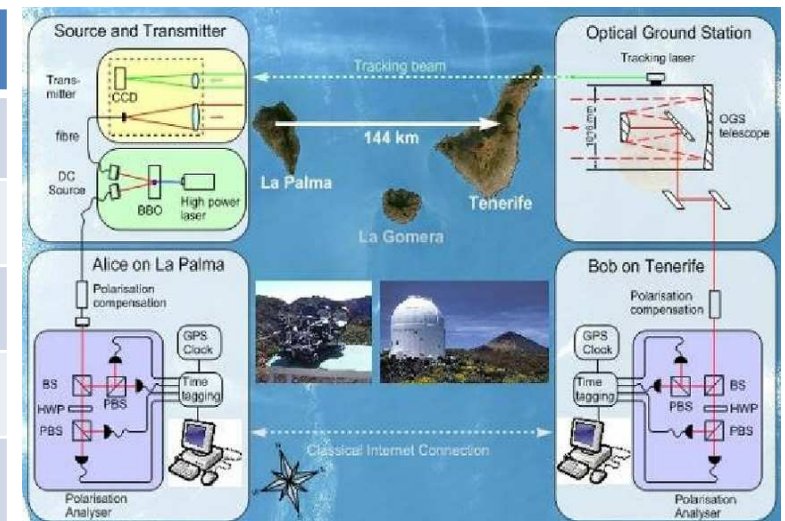 Source and Transmitter
Trans-
mitter
CCD
fibre
DC
Source
BBO
High power
laser
Tracking beam
144 km
La Palma
Tenerife
La Gomera
Optical Ground Station
Tracking laser
OGS
telescope
Alice on La Palma
Polarisation
compensation
GPS
Clock
BS
PBS
Time
tagging
HWP
PBS
Polarisation
Analyser
Classical Internet Connection
Bob on Tenerife
Polarisation
compensation
GPS
Clock
Time
tagging
PBS
BS
HWP
PBS
Polarisation
Analyser